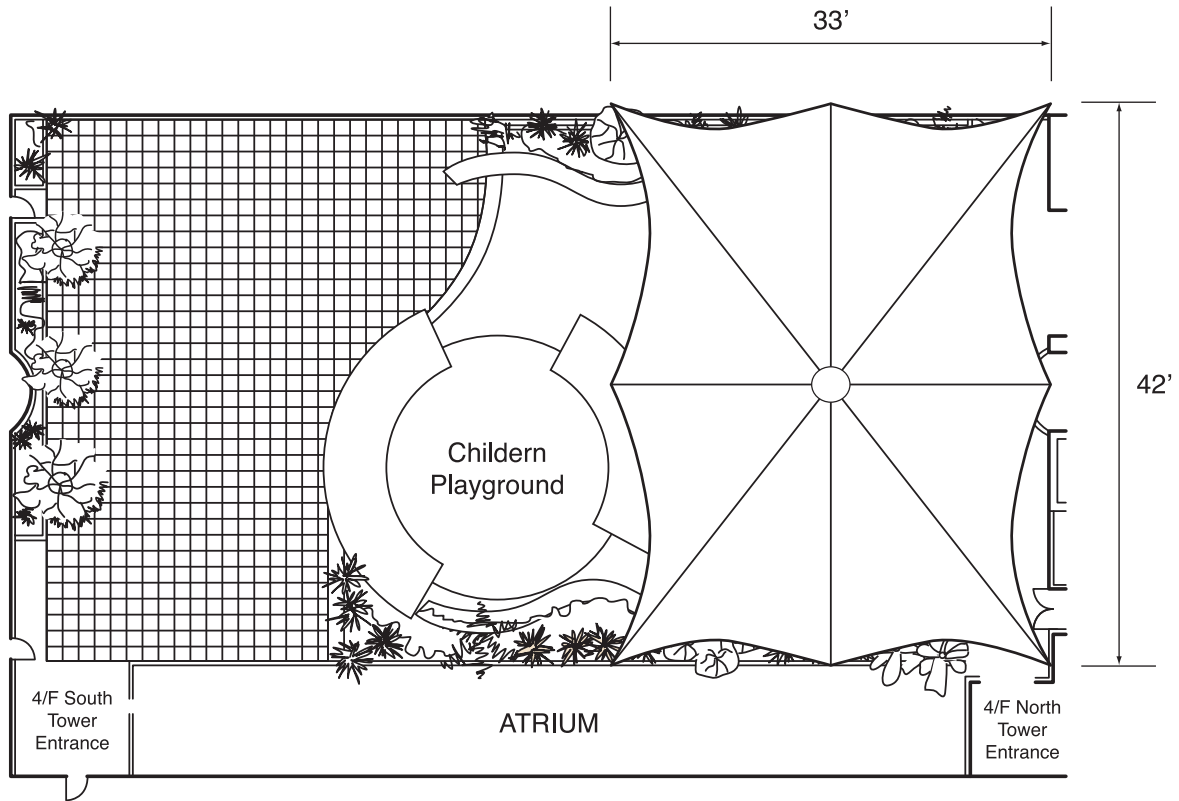 33’
42’
Childern
Playground
4/F South
Tower
Entrance
ATRIUM
4/F North
Tower
Entrance